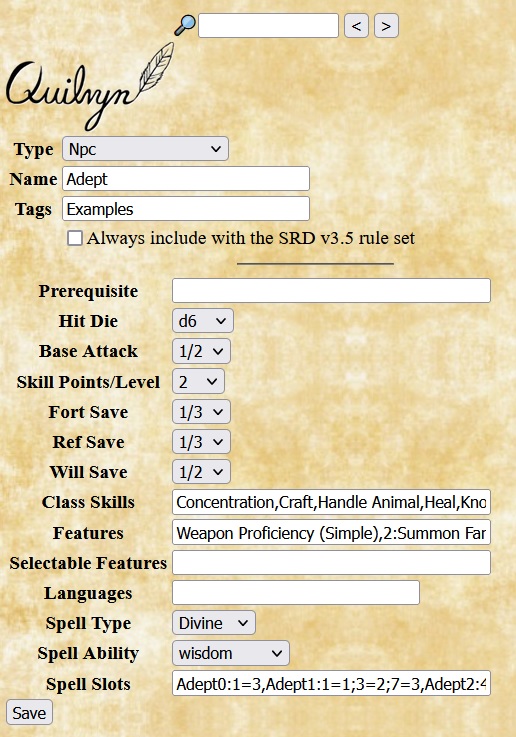 < >
Quilvyn
Type Npc
Name Adept
Tags Examples
Always include with the SRD v3.5 rule set
Prerequisite
Hit Die d6
Base Attack 1/2
Skill Points/Level 2
Fort Save 1/3
Ref Save 1/3
Will Save 1/2
Class Skills Concentration,Craft,Handle Animal,Heal,Kno
Features Weapon Proficiency (Simple),2:Summon Far
Selectable Features
Languages
Spell Type Divine
Spell Ability wisdom
Spell Slots Adept0:1=3,Adept1:1=1;3=2;7=3,Adept2:4
Save